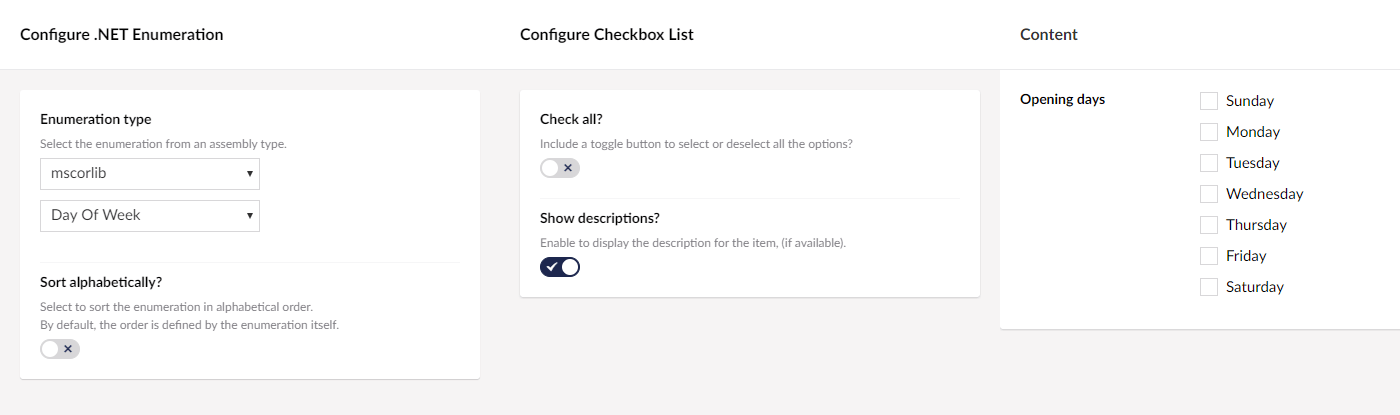 Configure .NET Enumeration
Enumeration type
Select the enumeration from an assembly type.
mscorlib
Day Of Week
Sort alphabetically?
Select to sort the enumeration in alphabetical order.
By default, the order is defined by the enumeration itself.
Configure Checkbox List
Check all?
Include a toggle button to select or deselect all the options?
Show descriptions?
Enable to display the description for the item, (if available).
Content
Opening days
Sunday
Monday
Tuesday
Wednesday
Thursday
Friday
Saturday